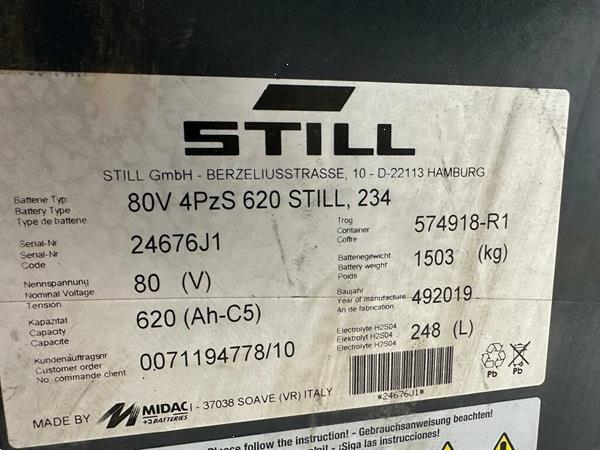 STILL
STILL GmbH - BERZELIUSSTRASSE, 10 - D-22113 HAMBURG
Batterie Typ
Battery Type
Type de batterie
80V 4PzS 620 STILL, 234
Trog
Container
Coffre
574918-R1
Serial-Nr
Serial-Nr
Code
24676J1
Batteriegewicht
Battery weight
Poids
1503 (kg)
Nennspannung
Nominal Voltage
Tension
80 (V)
Baujahr
Year of manufacture
An de fabrication
492019
Kapazität
Capacity
Capacite
620 (Ah-C5)
Electrolyte H2S04
Elektrolyt H2S04
Electrolyte H2S04
248 (L)
Kundenauftragsnr
Customer order
No commande client
0071194778/10
Pb Pb
*24676J1*
MADE BY MIDAC BATTERIES - 37038 SOAVE (VR) ITALY
Please follow the instruction! - Gebrauchsanweisung beachten!
- ¡Siga las instrucciones!